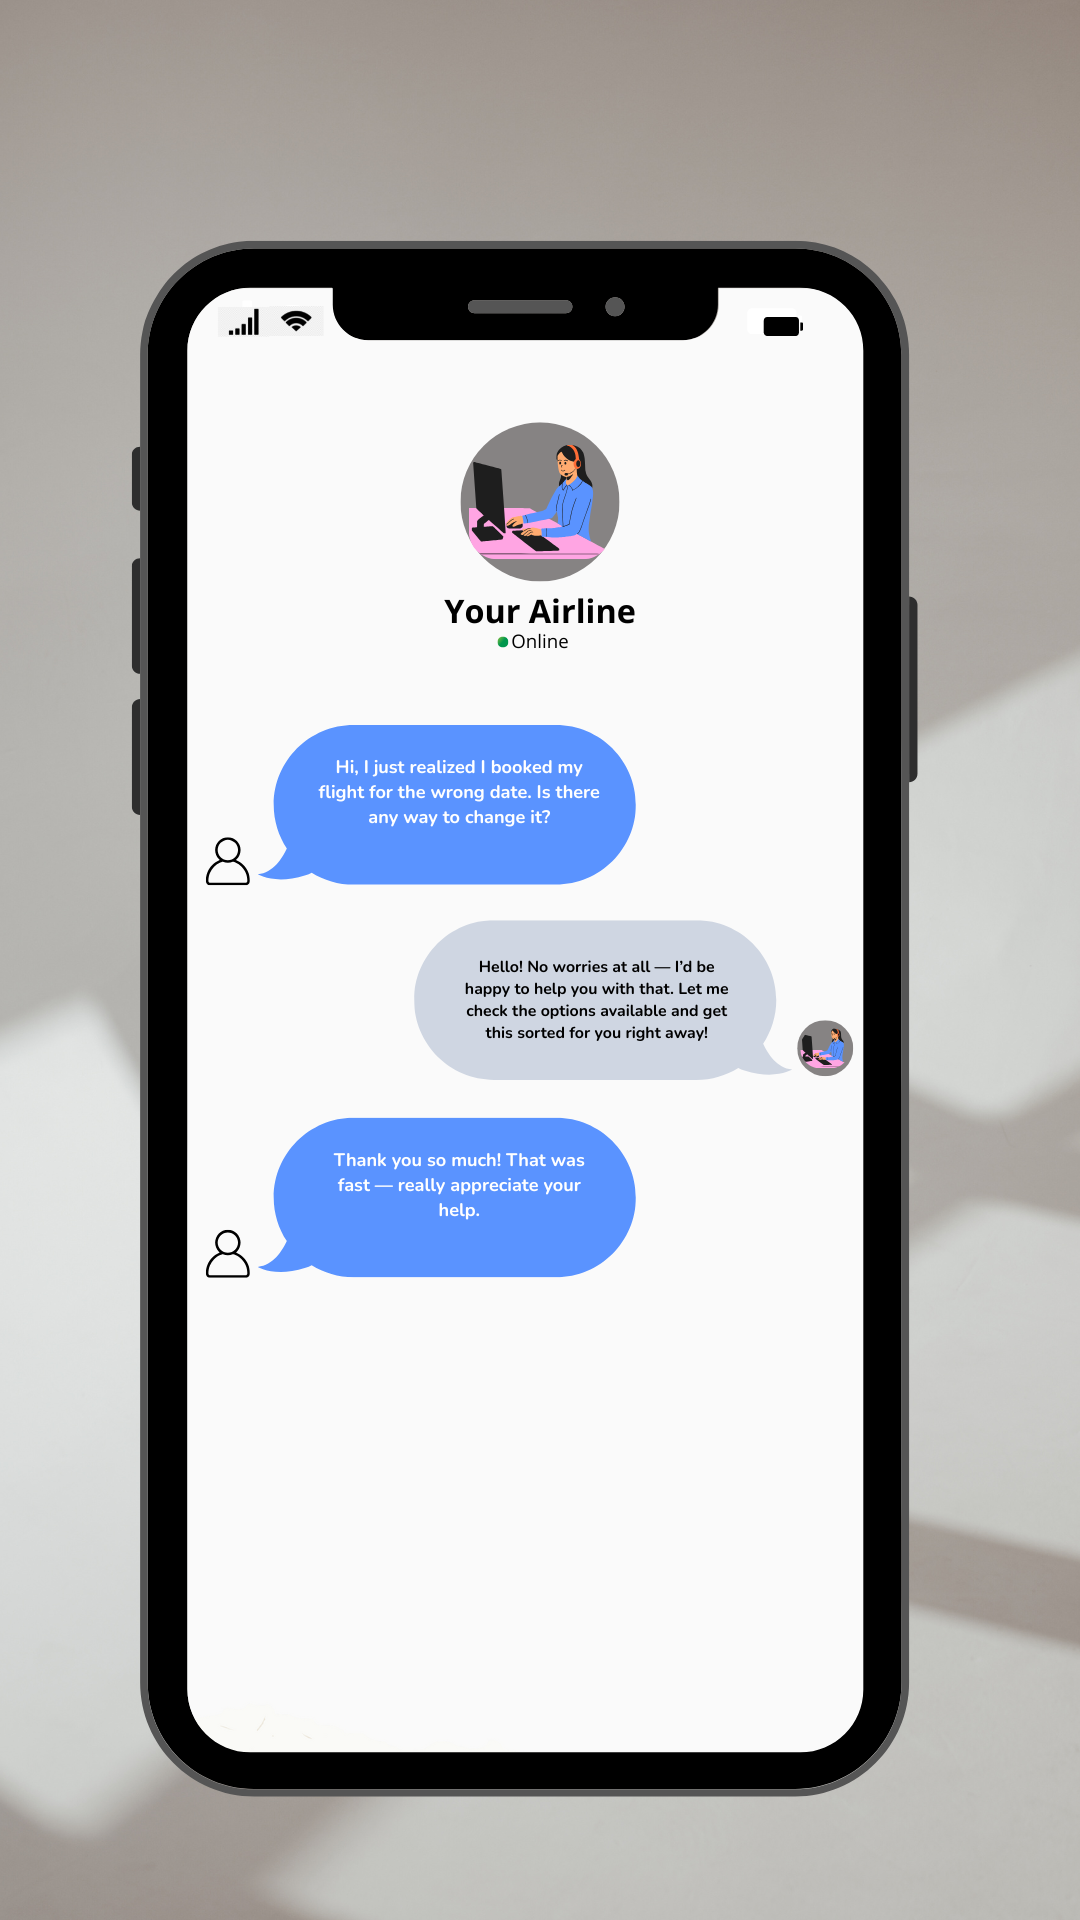 Your Airline
Online
Hi, I just realized I booked my
flight for the wrong date. Is there
any way to change it?
Hello! No worries at all — I’d be
happy to help you with that. Let me
check the options available and get
this sorted for you right away!
Thank you so much! That was
fast — really appreciate your
help.